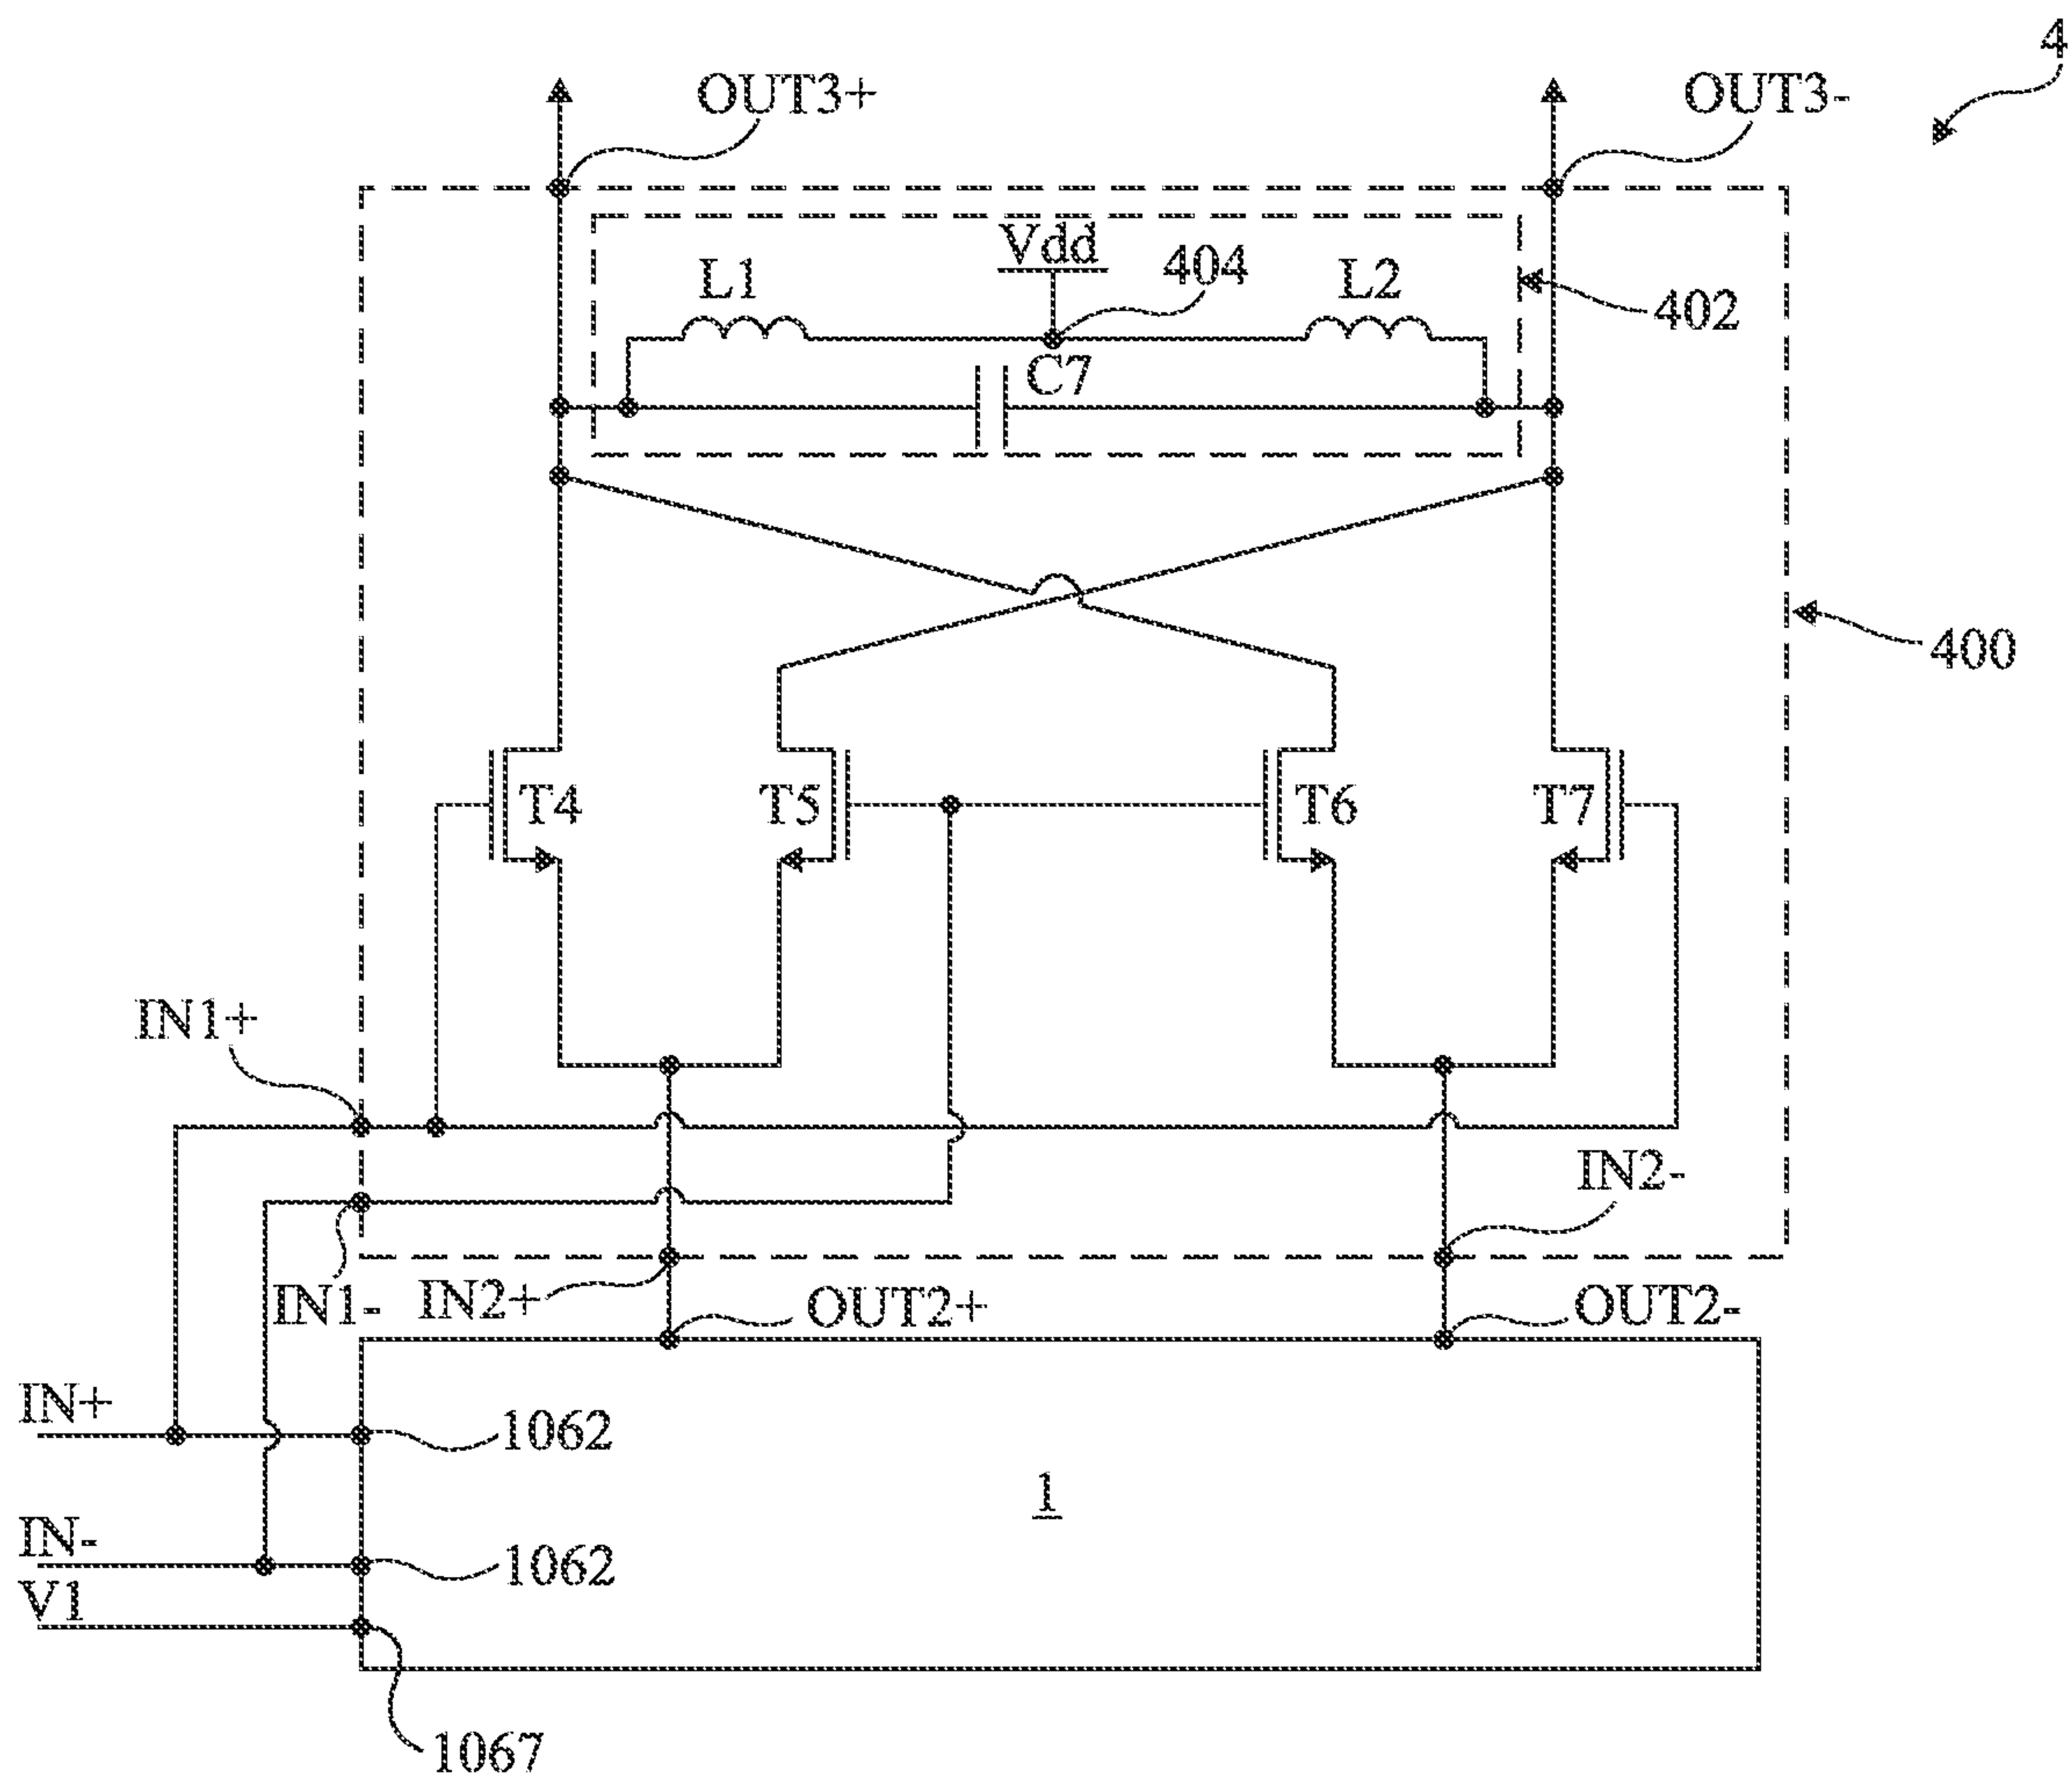 4
OUT3+
OUT3-
Vdd
404
L1
L2
402
C7
400
T4
T5
T6
T7
IN1+
IN2-
IN1-
IN2+
OUT2+
OUT2-
IN+
1062
1
IN-
1062
V1
1067